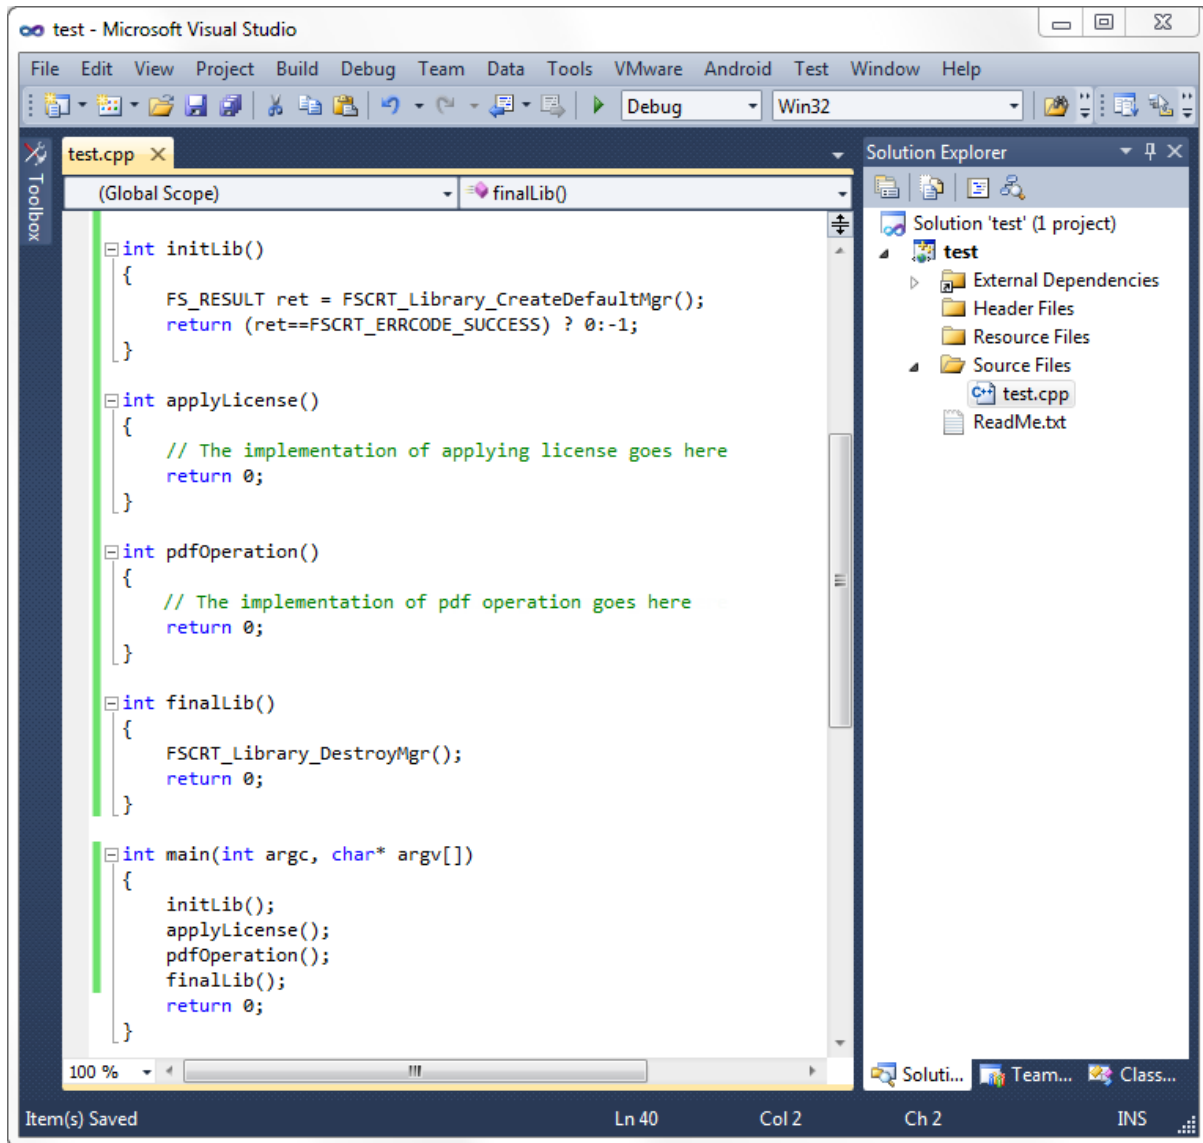 test - Microsoft Visual Studio
File Edit View Project Build Debug Team Data Tools VMware Android Test Window Help
Debug Win32
Toolbox
test.cpp
(Global Scope) finalLib()
int initLib()
{
FS_RESULT ret = FSCRT_Library_CreateDefaultMgr();
return (ret==FSCRT_ERRCODE_SUCCESS) ? 0:-1;
}
int applyLicense()
{
// The implementation of applying license goes here
return 0;
}
int pdfOperation()
{
// The implementation of pdf operation goes here
return 0;
}
int finalLib()
{
FSCRT_Library_DestroyMgr();
return 0;
}
int main(int argc, char* argv[])
{
initLib();
applyLicense();
pdfOperation();
finalLib();
return 0;
}
100 %
Solution Explorer
Solution 'test' (1 project)
test
External Dependencies
Header Files
Resource Files
Source Files
C++ test.cpp
ReadMe.txt
Soluti... Team... Class...
Item(s) Saved Ln 40 Col 2 Ch 2 INS